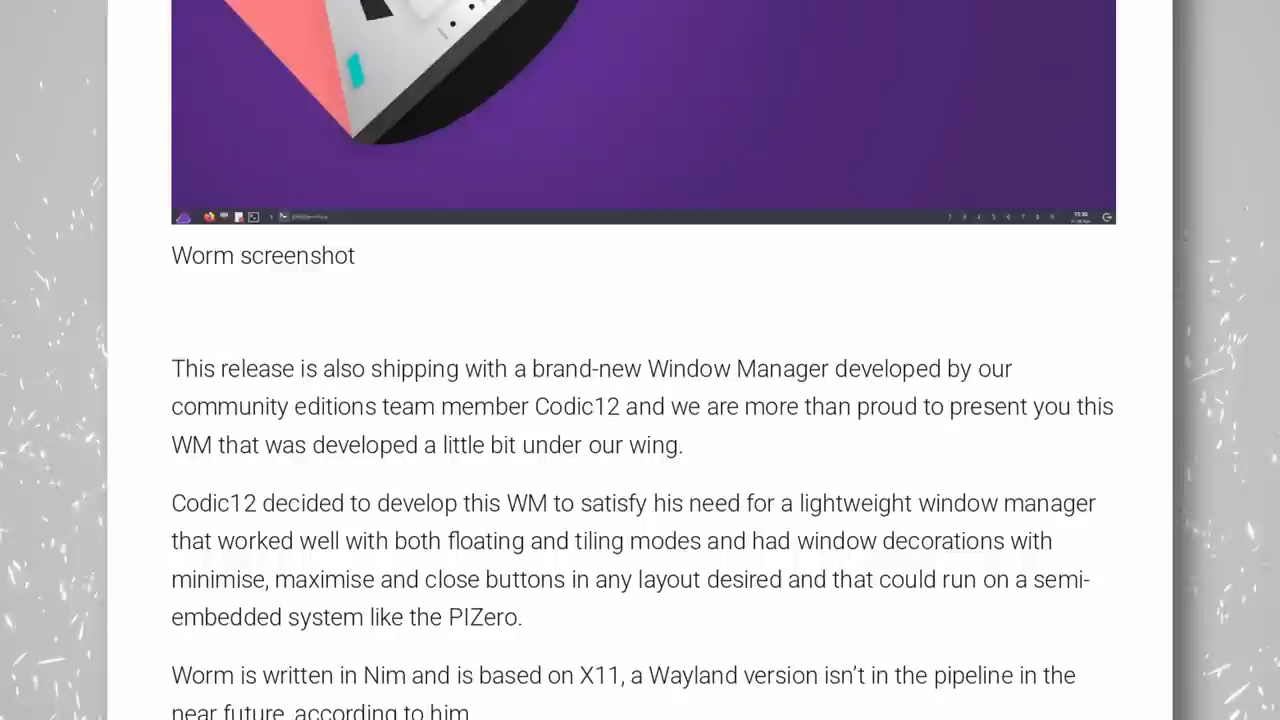 Worm screenshot
This release is also shipping with a brand-new Window Manager developed by our
community editions team member Codic12 and we are more than proud to present you this
WM that was developed a little bit under our wing.
Codic12 decided to develop this WM to satisfy his need for a lightweight window manager
that worked well with both floating and tiling modes and had window decorations with
minimise, maximise and close buttons in any layout desired and that could run on a semi-
embedded system like the PIZero.
Worm is written in Nim and is based on X11, a Wayland version isn’t in the pipeline in the
near future, according to him.